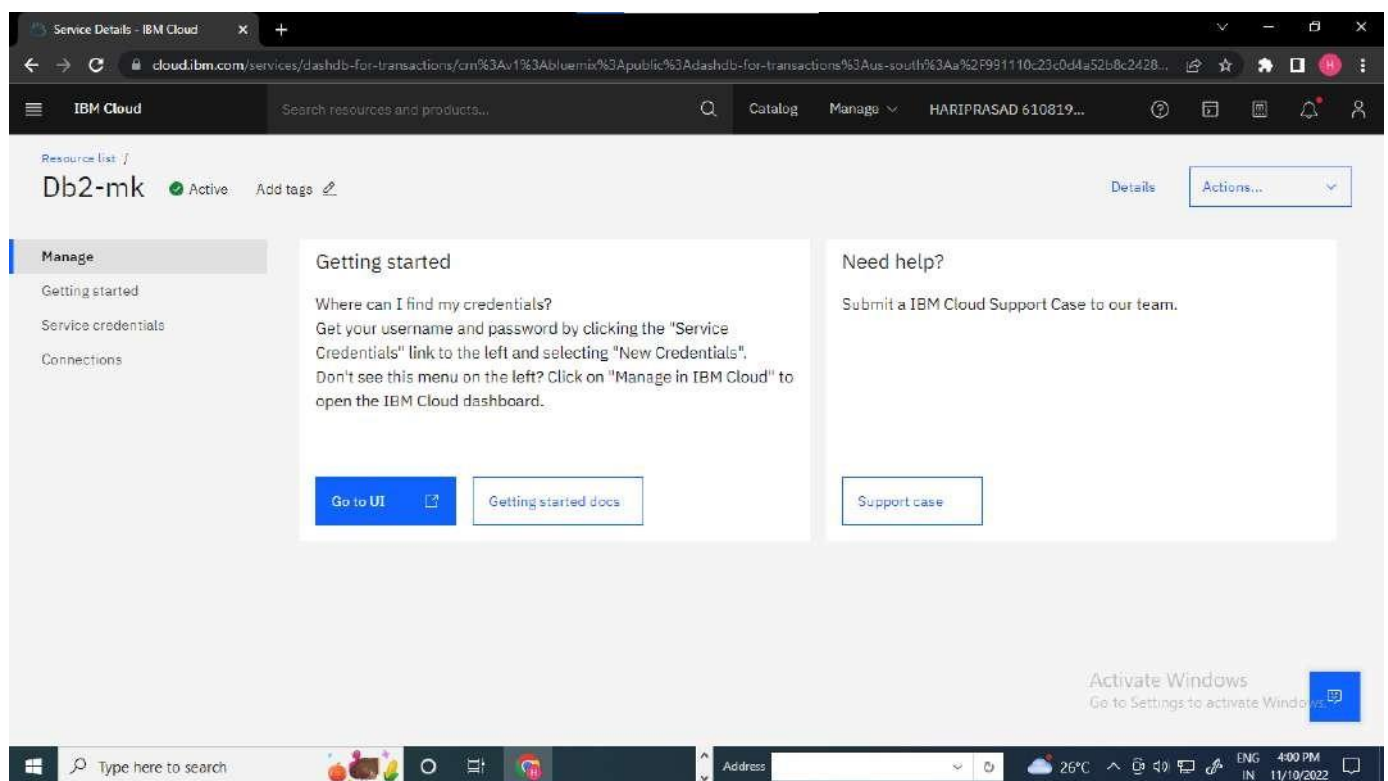 Service Details - IBM Cloud
cloud.ibm.com/services/dashdb-for-transactions/crn%3Av1%3Abluemix%3Apublic%3Adashdb-for-transactions%3Aus-south%3Aa%2F991110c23c0d4a52b8c2428...
H
IBM Cloud
Search resources and products...
Catalog
Manage
HARIPRASAD 610819...
Resource list /
Db2-mk
Active
Add tags
Details
Actions...
Manage
Getting started
Service credentials
Connections
Getting started
Where can I find my credentials?
Get your username and password by clicking the "Service
Credentials" link to the left and selecting "New Credentials".
Don't see this menu on the left? Click on "Manage in IBM Cloud" to
open the IBM Cloud dashboard.
Go to UI
Getting started docs
Need help?
Submit a IBM Cloud Support Case to our team.
Support case
Activate Windows
Go to Settings to activate Windows.
Type here to search
Address
26°C
ENG
IN
4:00 PM
11/10/2022